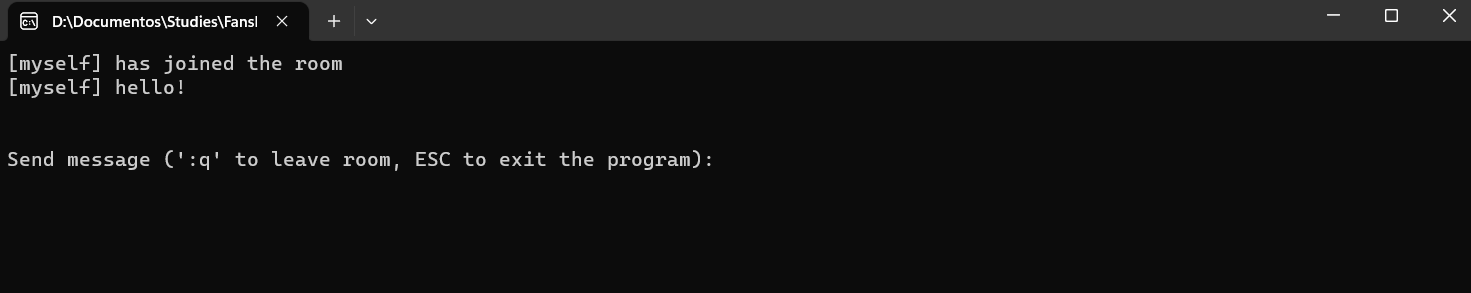 D:\Documentos\Studies\Fansl
[myself] has joined the room
[myself] hello!
Send message (':q' to leave room, ESC to exit the program):